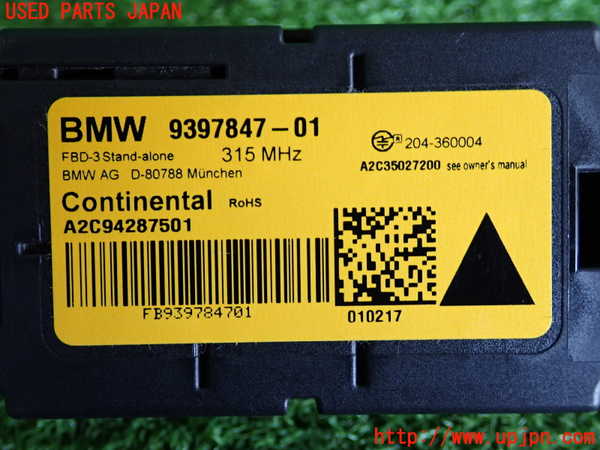 USED PARTS JAPAN
BMW 9397847-01
FBD-3 Stand-alone 315 MHz
BMW AG D-80788 München
204-360004
A2C35027200 see owner's manual
Continental RoHS
A2C94287501
FB939784701
010217
http://www.upjpn.com/